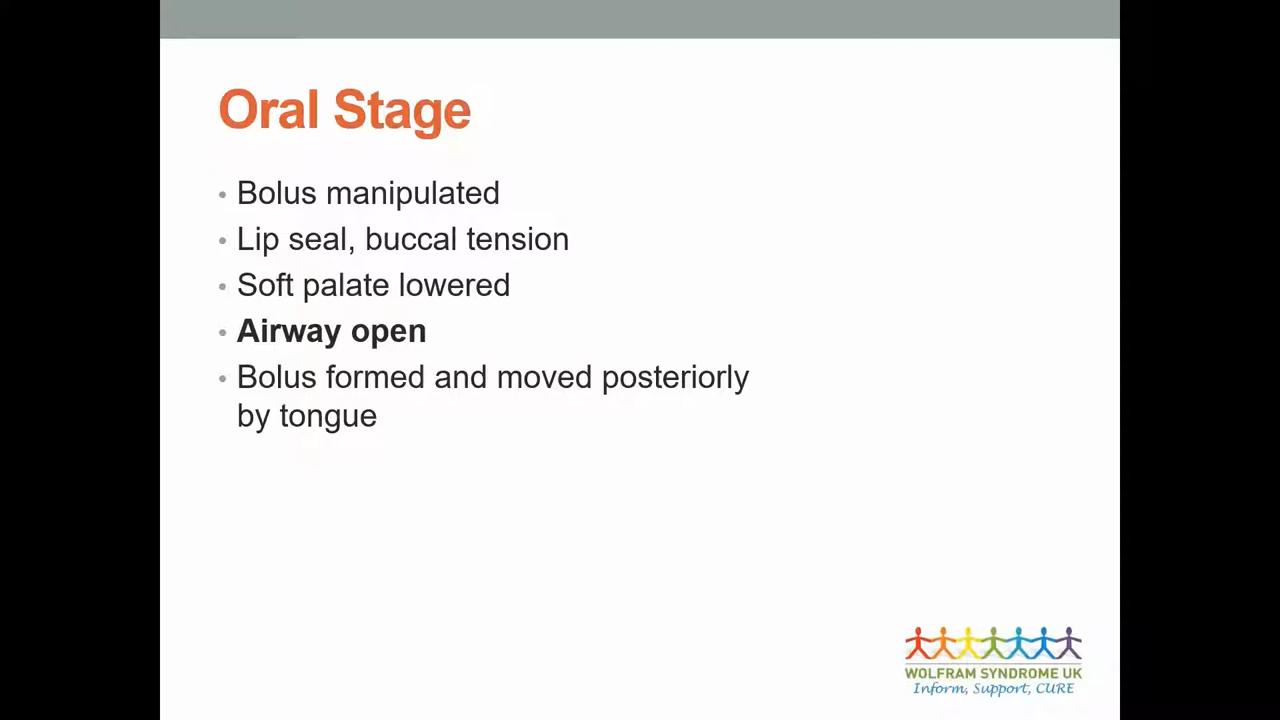 Oral Stage
• Bolus manipulated
• Lip seal, buccal tension
• Soft palate lowered
• Airway open
• Bolus formed and moved posteriorly
by tongue
WOLFRAM SYNDROME UK
Inform, Support, CURE